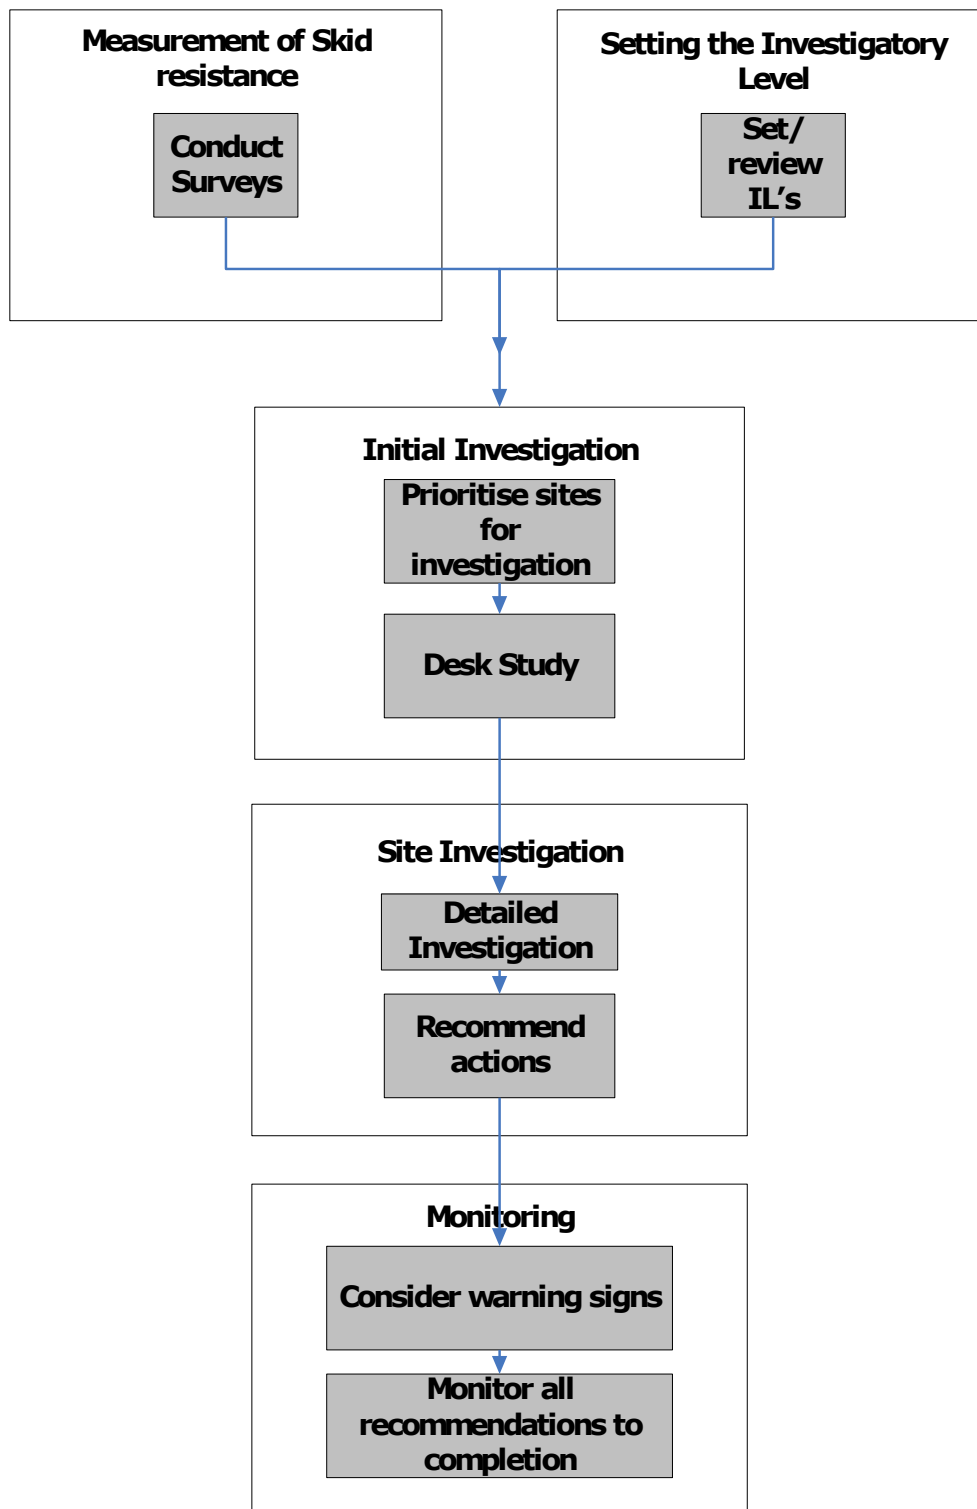 Measurement of Skid
resistance
Conduct
Surveys
Setting the Investigatory
Level
Set/
review
IL’s
Initial Investigation
Prioritise sites
for
investigation
Desk Study
Site Investigation
Detailed
Investigation
Recommend
actions
Monitoring
Consider warning signs
Monitor all
recommendations to
completion